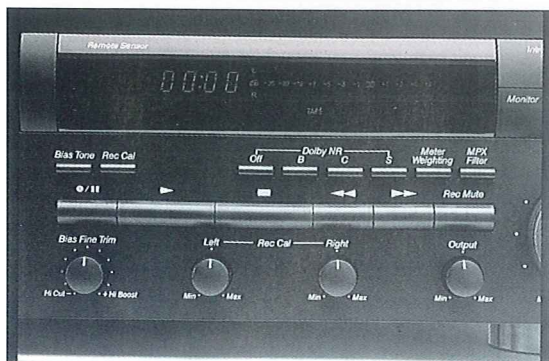 Remote Sensor
00:00
L
dB
R
Monitor
Dolby NR
Bias Tone Rec Cal Off B C S Meter Weighting MPX Filter
Rec Mute
Bias Fine Trim Left Rec Cal Right Output
Hi Cut − + Hi Boost Min Max Min Max Min Max